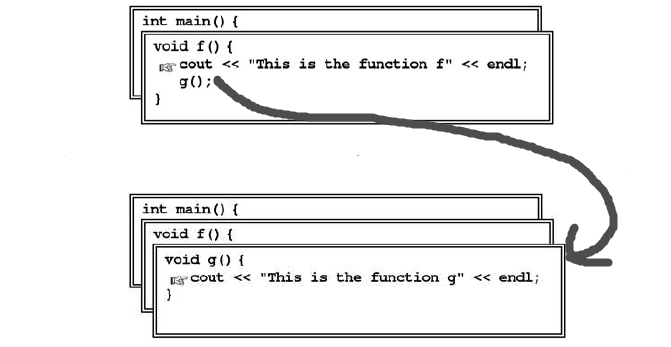 int main() {
void f() {
cout << "This is the function f" << endl;
g();
}
int main() {
void f() {
void g() {
cout << "This is the function g" << endl;
}